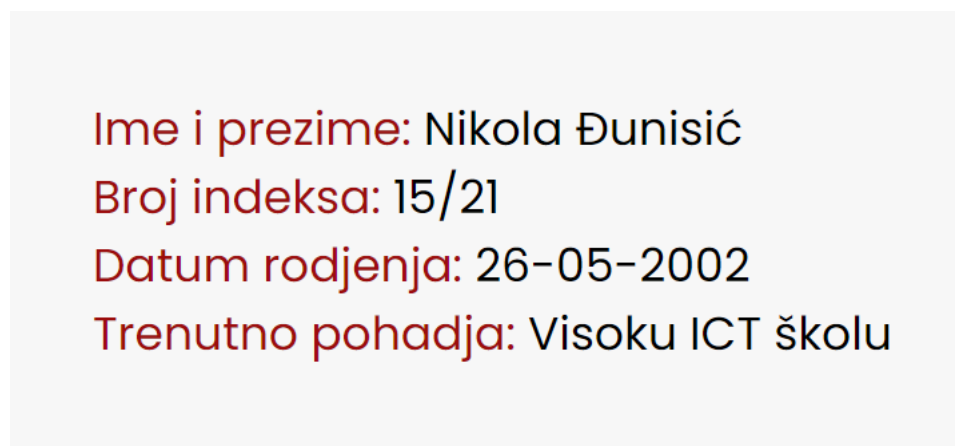 Ime i prezime: Nikola Đunisić
Broj indeksa: 15/21
Datum rodjenja: 26-05-2002
Trenutno pohadja: Visoku ICT školu